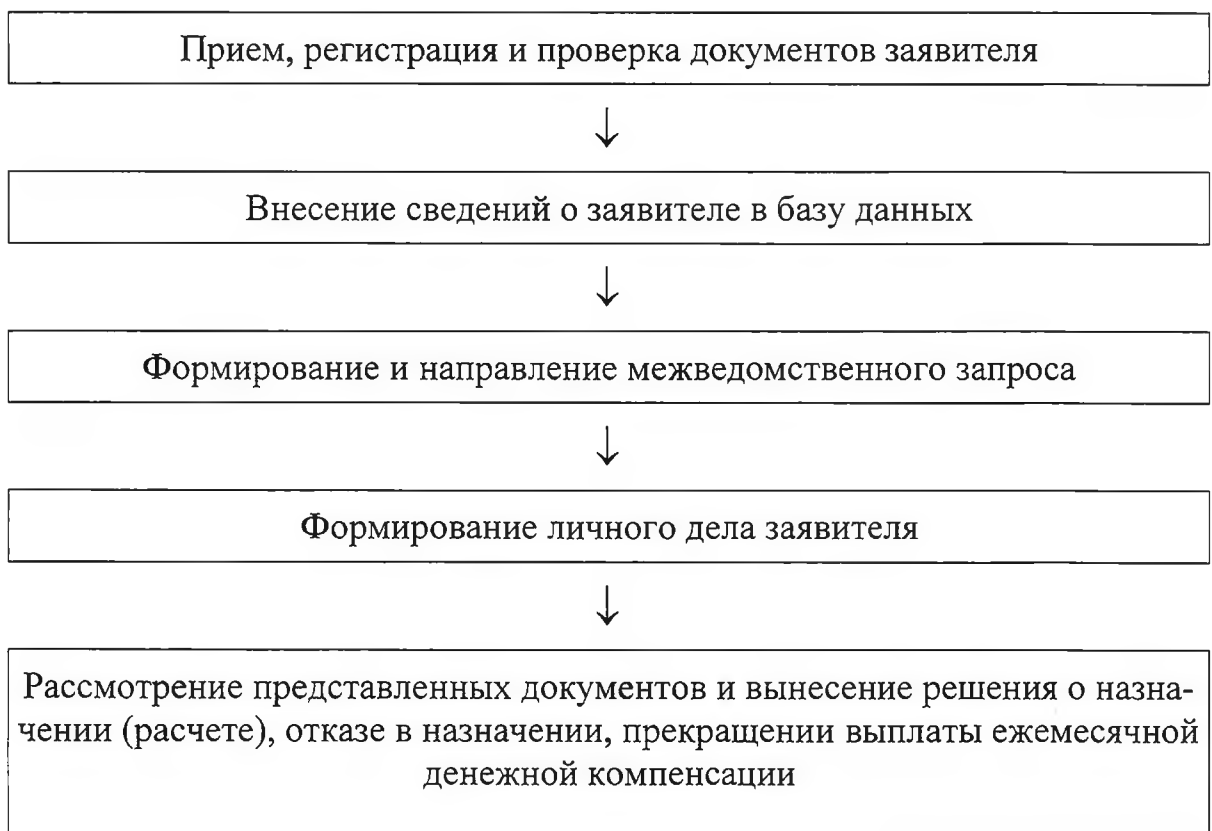 Прием, регистрация и проверка документов заявителя
↓
Внесение сведений о заявителе в базу данных
↓
Формирование и направление межведомственного запроса
↓
Формирование личного дела заявителя
↓
Рассмотрение представленных документов и вынесение решения о назна-
чении (расчете), отказе в назначении, прекращении выплаты ежемесячной
денежной компенсации